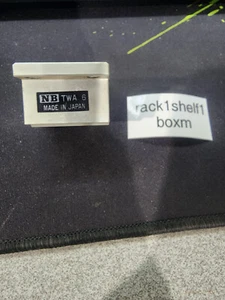 NB TWA 6
MADE IN JAPAN
rack1shelf1
boxm